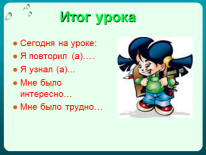 Итог урока
Сегодня на уроке:
Я повторил (а)….
Я узнал (а)…
Мне было
интересно…
Мне было трудно…